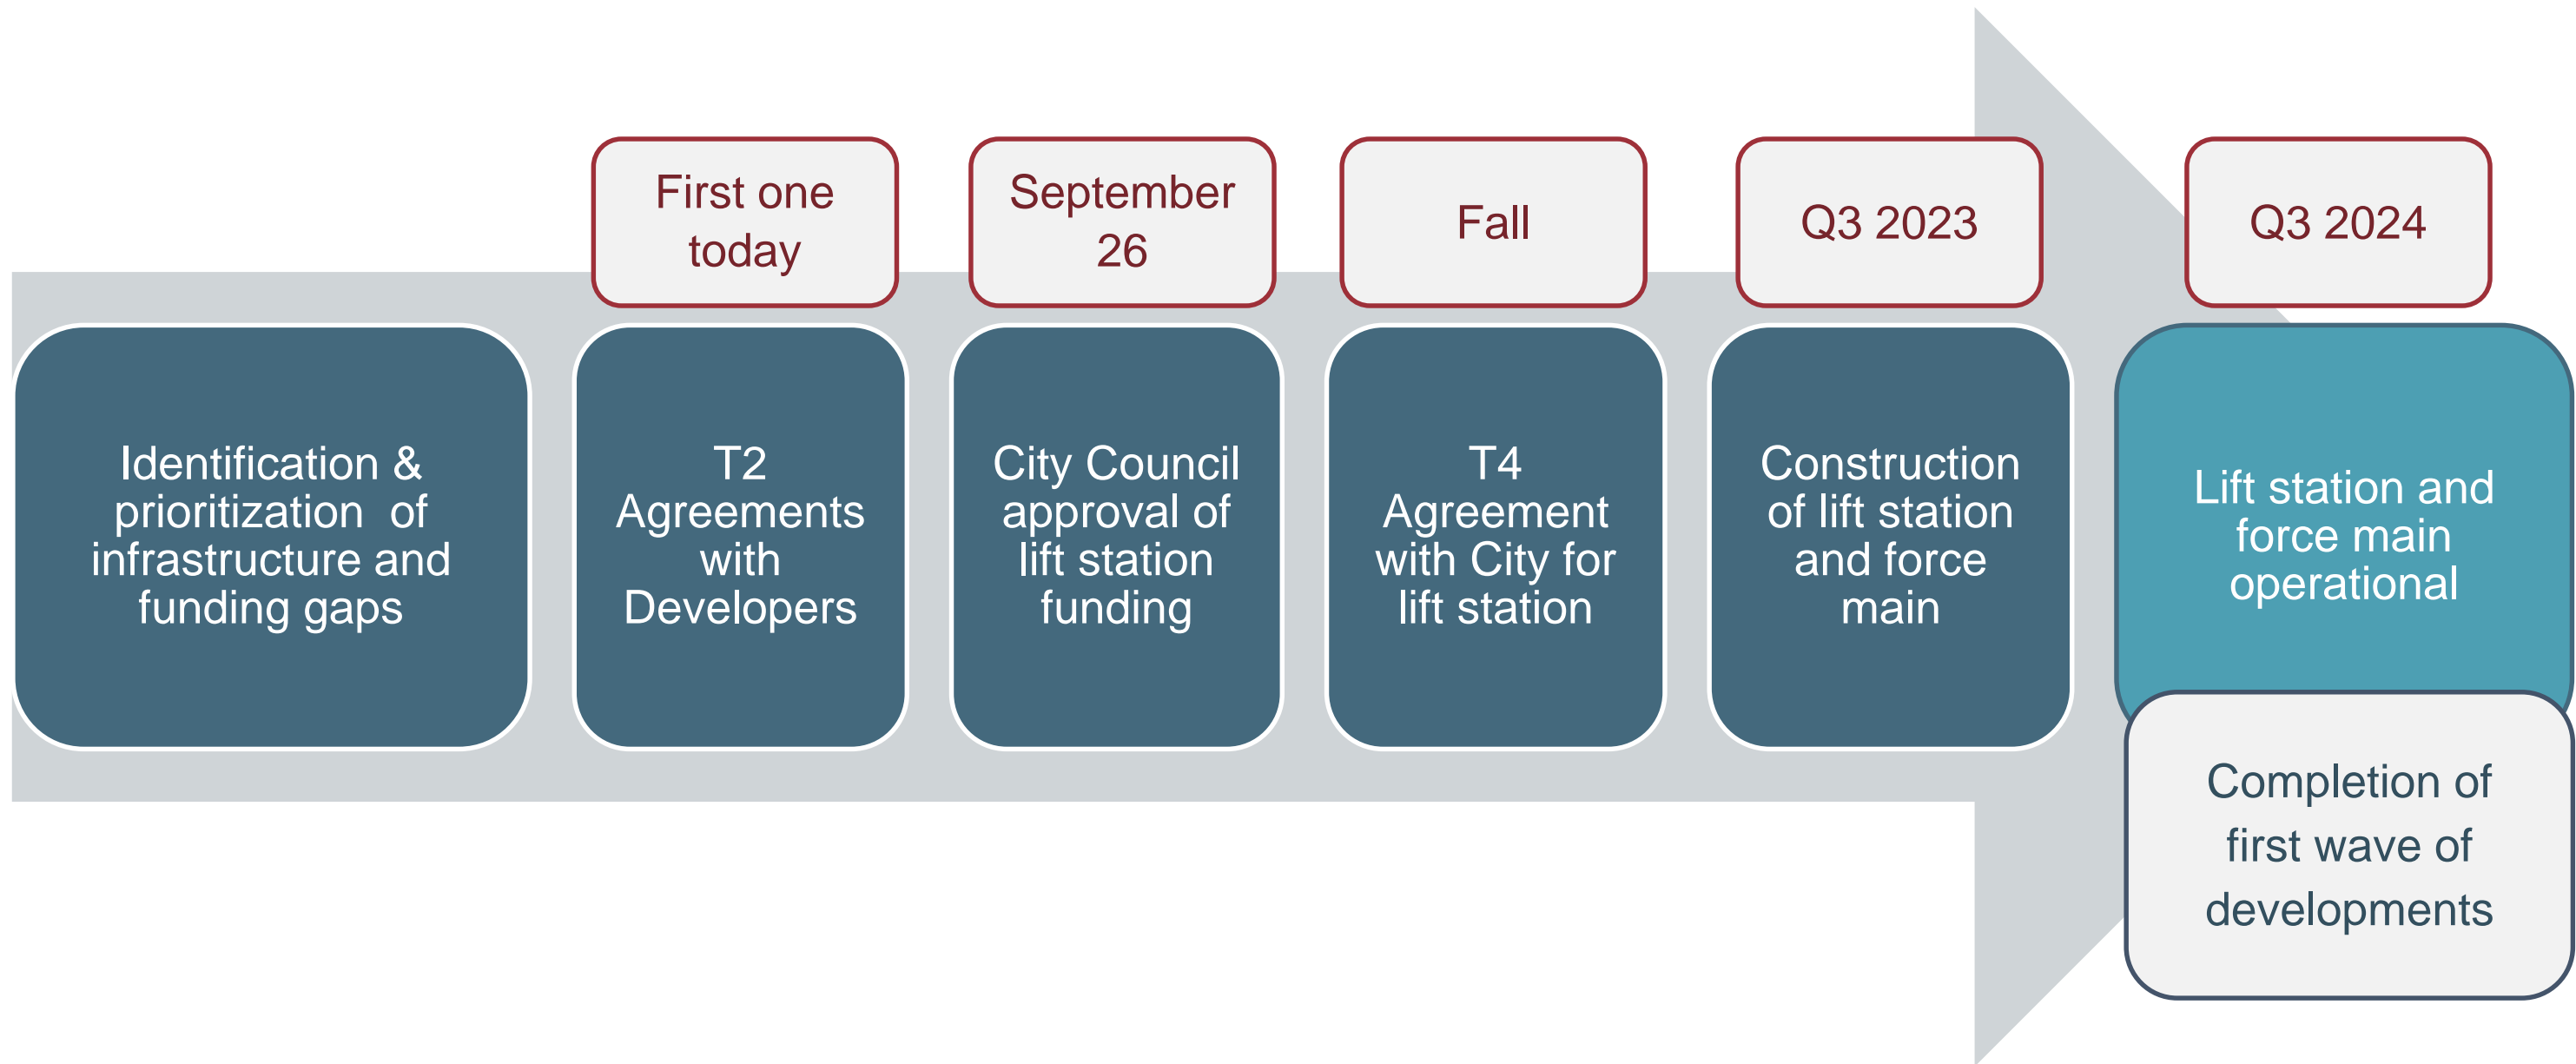 First one
today
September
26
Fall
Q3 2023
Q3 2024
Identification &
prioritization of
infrastructure and
funding gaps
T2
Agreements
with
Developers
City Council
approval of
lift station
funding
T4
Agreement
with City for
lift station
Construction
of lift station
and force
main
Lift station and
force main
operational
Completion of
first wave of
developments